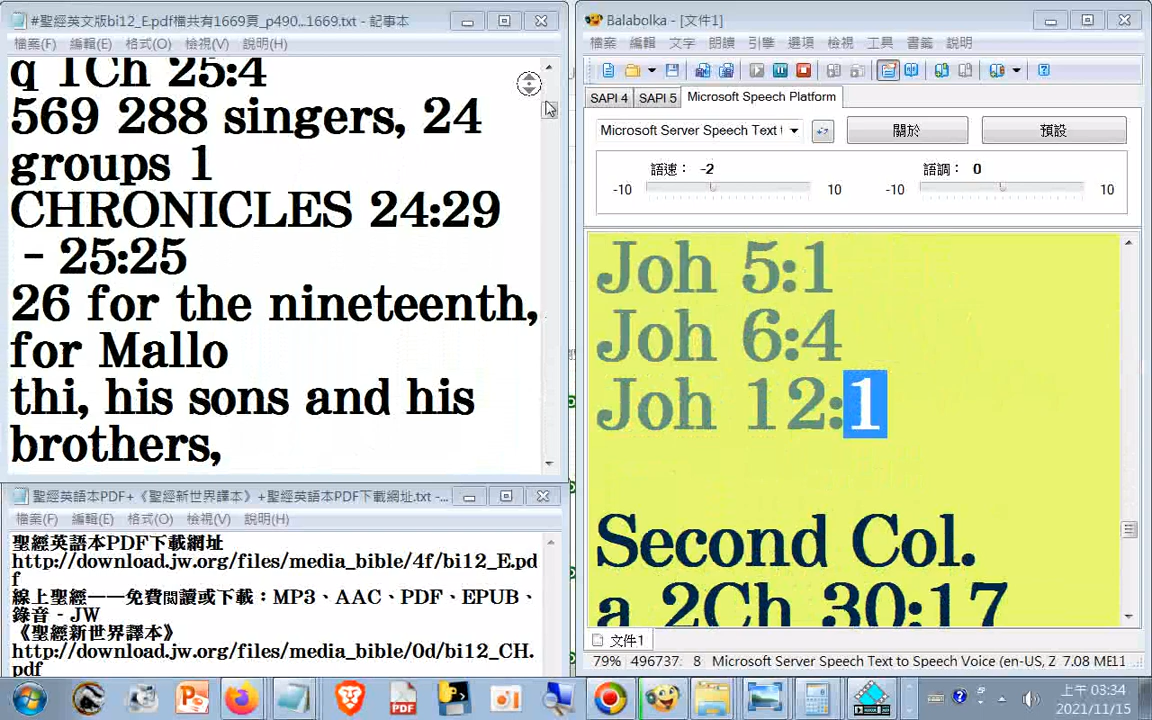 #聖經英文版bi12_E.pdf檔共有1669頁_p490...1669.txt - 記事本
檔案(F) 編輯(E) 格式(O) 檢視(V) 說明(H)
q 1Ch 25:4
569 288 singers, 24
groups 1
CHRONICLES 24:29
- 25:25
26 for the nineteenth,
for Mallo
thi, his sons and his
brothers,
聖經英語本PDF+《聖經新世界譯本》+聖經英語本PDF下載網址.txt - ...
檔案(F) 編輯(E) 格式(O) 檢視(V) 說明(H)
聖經英語本PDF下載網址
http://download.jw.org/files/media_bible/4f/bi12_E.pd
f
線上聖經——免費閱讀或下載：MP3、AAC、PDF、EPUB、
錄音 - JW
《聖經新世界譯本》
http://download.jw.org/files/media_bible/0d/bi12_CH.
pdf
Balabolka - [文件1]
檔案 編輯 文字 朗讀 引擎 選項 檢視 工具 書籤 說明
SAPI 4 SAPI 5 Microsoft Speech Platform
Microsoft Server Speech Text t 關於 預設
語速： -2 語調： 0
-10 10 -10 10
Joh 5:1
Joh 6:4
Joh 12:1
Second Col.
a 2Ch 30:17
文件1
79% 496737: 8 Microsoft Server Speech Text to Speech Voice (en-US, Z 7.08 ME11
上午 03:34
2021/11/15